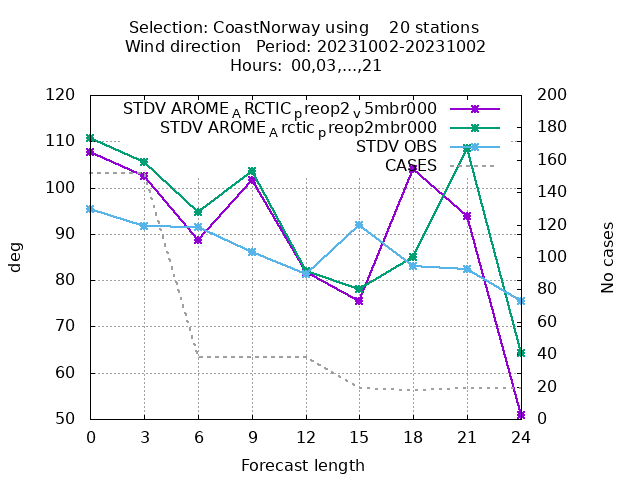 Selection: CoastNorway using 20 stations
Wind direction Period: 20231002-20231002
Hours: 00,03,...,21
STDV AROME_ARCTIC_preop2_v5mbr000
STDV AROME_Arctic_preop2mbr000
STDV OBS
CASES
120
110
100
90
80
70
60
50
deg
200
180
160
140
120
100
80
60
40
20
0
No cases
0 3 6 9 12 15 18 21 24
Forecast length